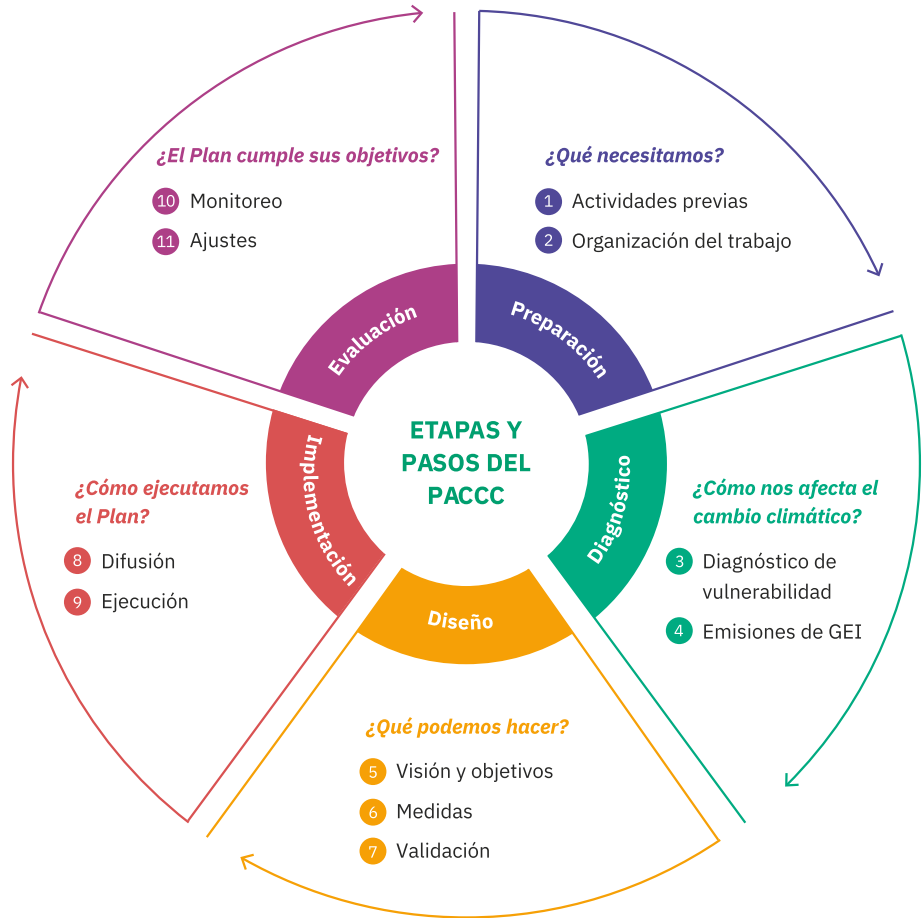 ETAPAS Y
PASOS DEL
PACCC
Preparación
¿Qué necesitamos?
1 Actividades previas
2 Organización del trabajo
Diagnóstico
¿Cómo nos afecta el
cambio climático?
3 Diagnóstico de
vulnerabilidad
4 Emisiones de GEI
Diseño
¿Qué podemos hacer?
5 Visión y objetivos
6 Medidas
7 Validación
Implementación
¿Cómo ejecutamos
el Plan?
8 Difusión
9 Ejecución
Evaluación
¿El Plan cumple sus objetivos?
10 Monitoreo
11 Ajustes